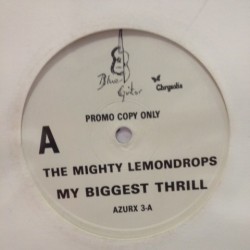 Blue Guitar
Chrysalis
PROMO COPY ONLY
A
THE MIGHTY LEMONDROPS
MY BIGGEST THRILL
AZURX 3-A